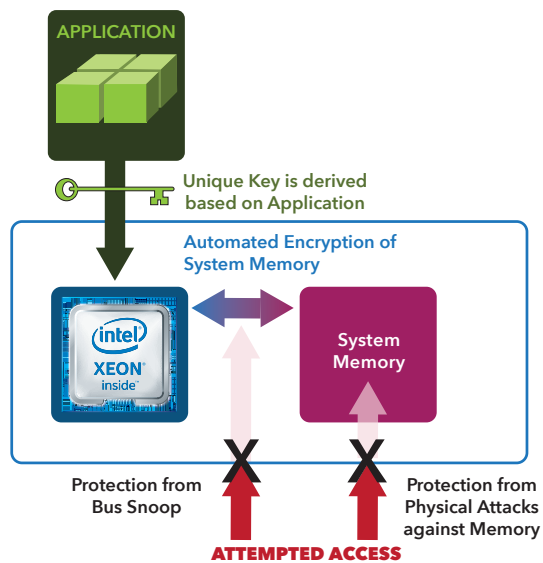 APPLICATION
Unique Key is derived
based on Application
Automated Encryption of
System Memory
intel®
XEON®
inside™
System
Memory
Protection from
Bus Snoop
Protection from
Physical Attacks
against Memory
ATTEMPTED ACCESS